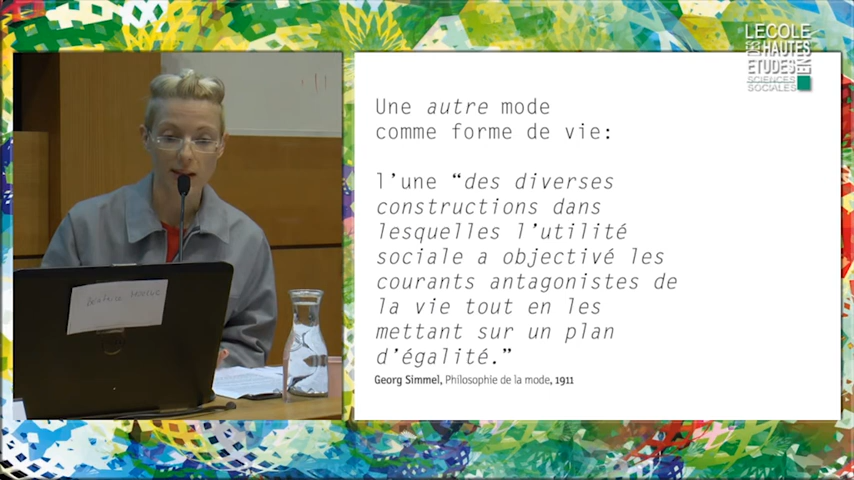 L'ECOLE
DES HAUTES
ETUDES EN
SCIENCES
SOCIALES
Une autre mode
comme forme de vie:
l’une “des diverses
constructions dans
lesquelles l’utilité
sociale a objectivé les
courants antagonistes de
la vie tout en les
mettant sur un plan
d’égalité.”
Georg Simmel, Philosophie de la mode, 1911